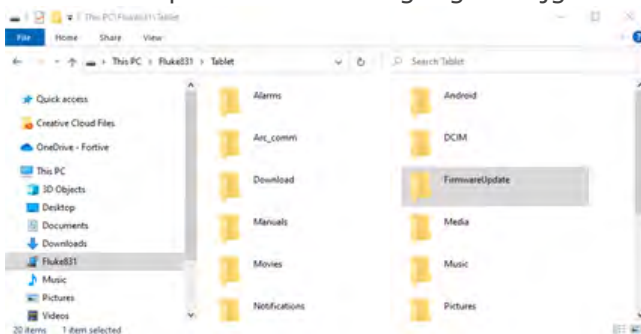 This PC\Fluke831\Tablet
File Home Share View
This PC > Fluke831 > Tablet
Search Tablet
Quick access
Creative Cloud Files
OneDrive - Fortive
This PC
3D Objects
Desktop
Documents
Downloads
Fluke831
Music
Pictures
Videos
Alarms
Android
Arc_comm
DCIM
Download
FirmwareUpdate
Manuals
Media
Movies
Music
Notifications
Pictures
20 items 1 item selected